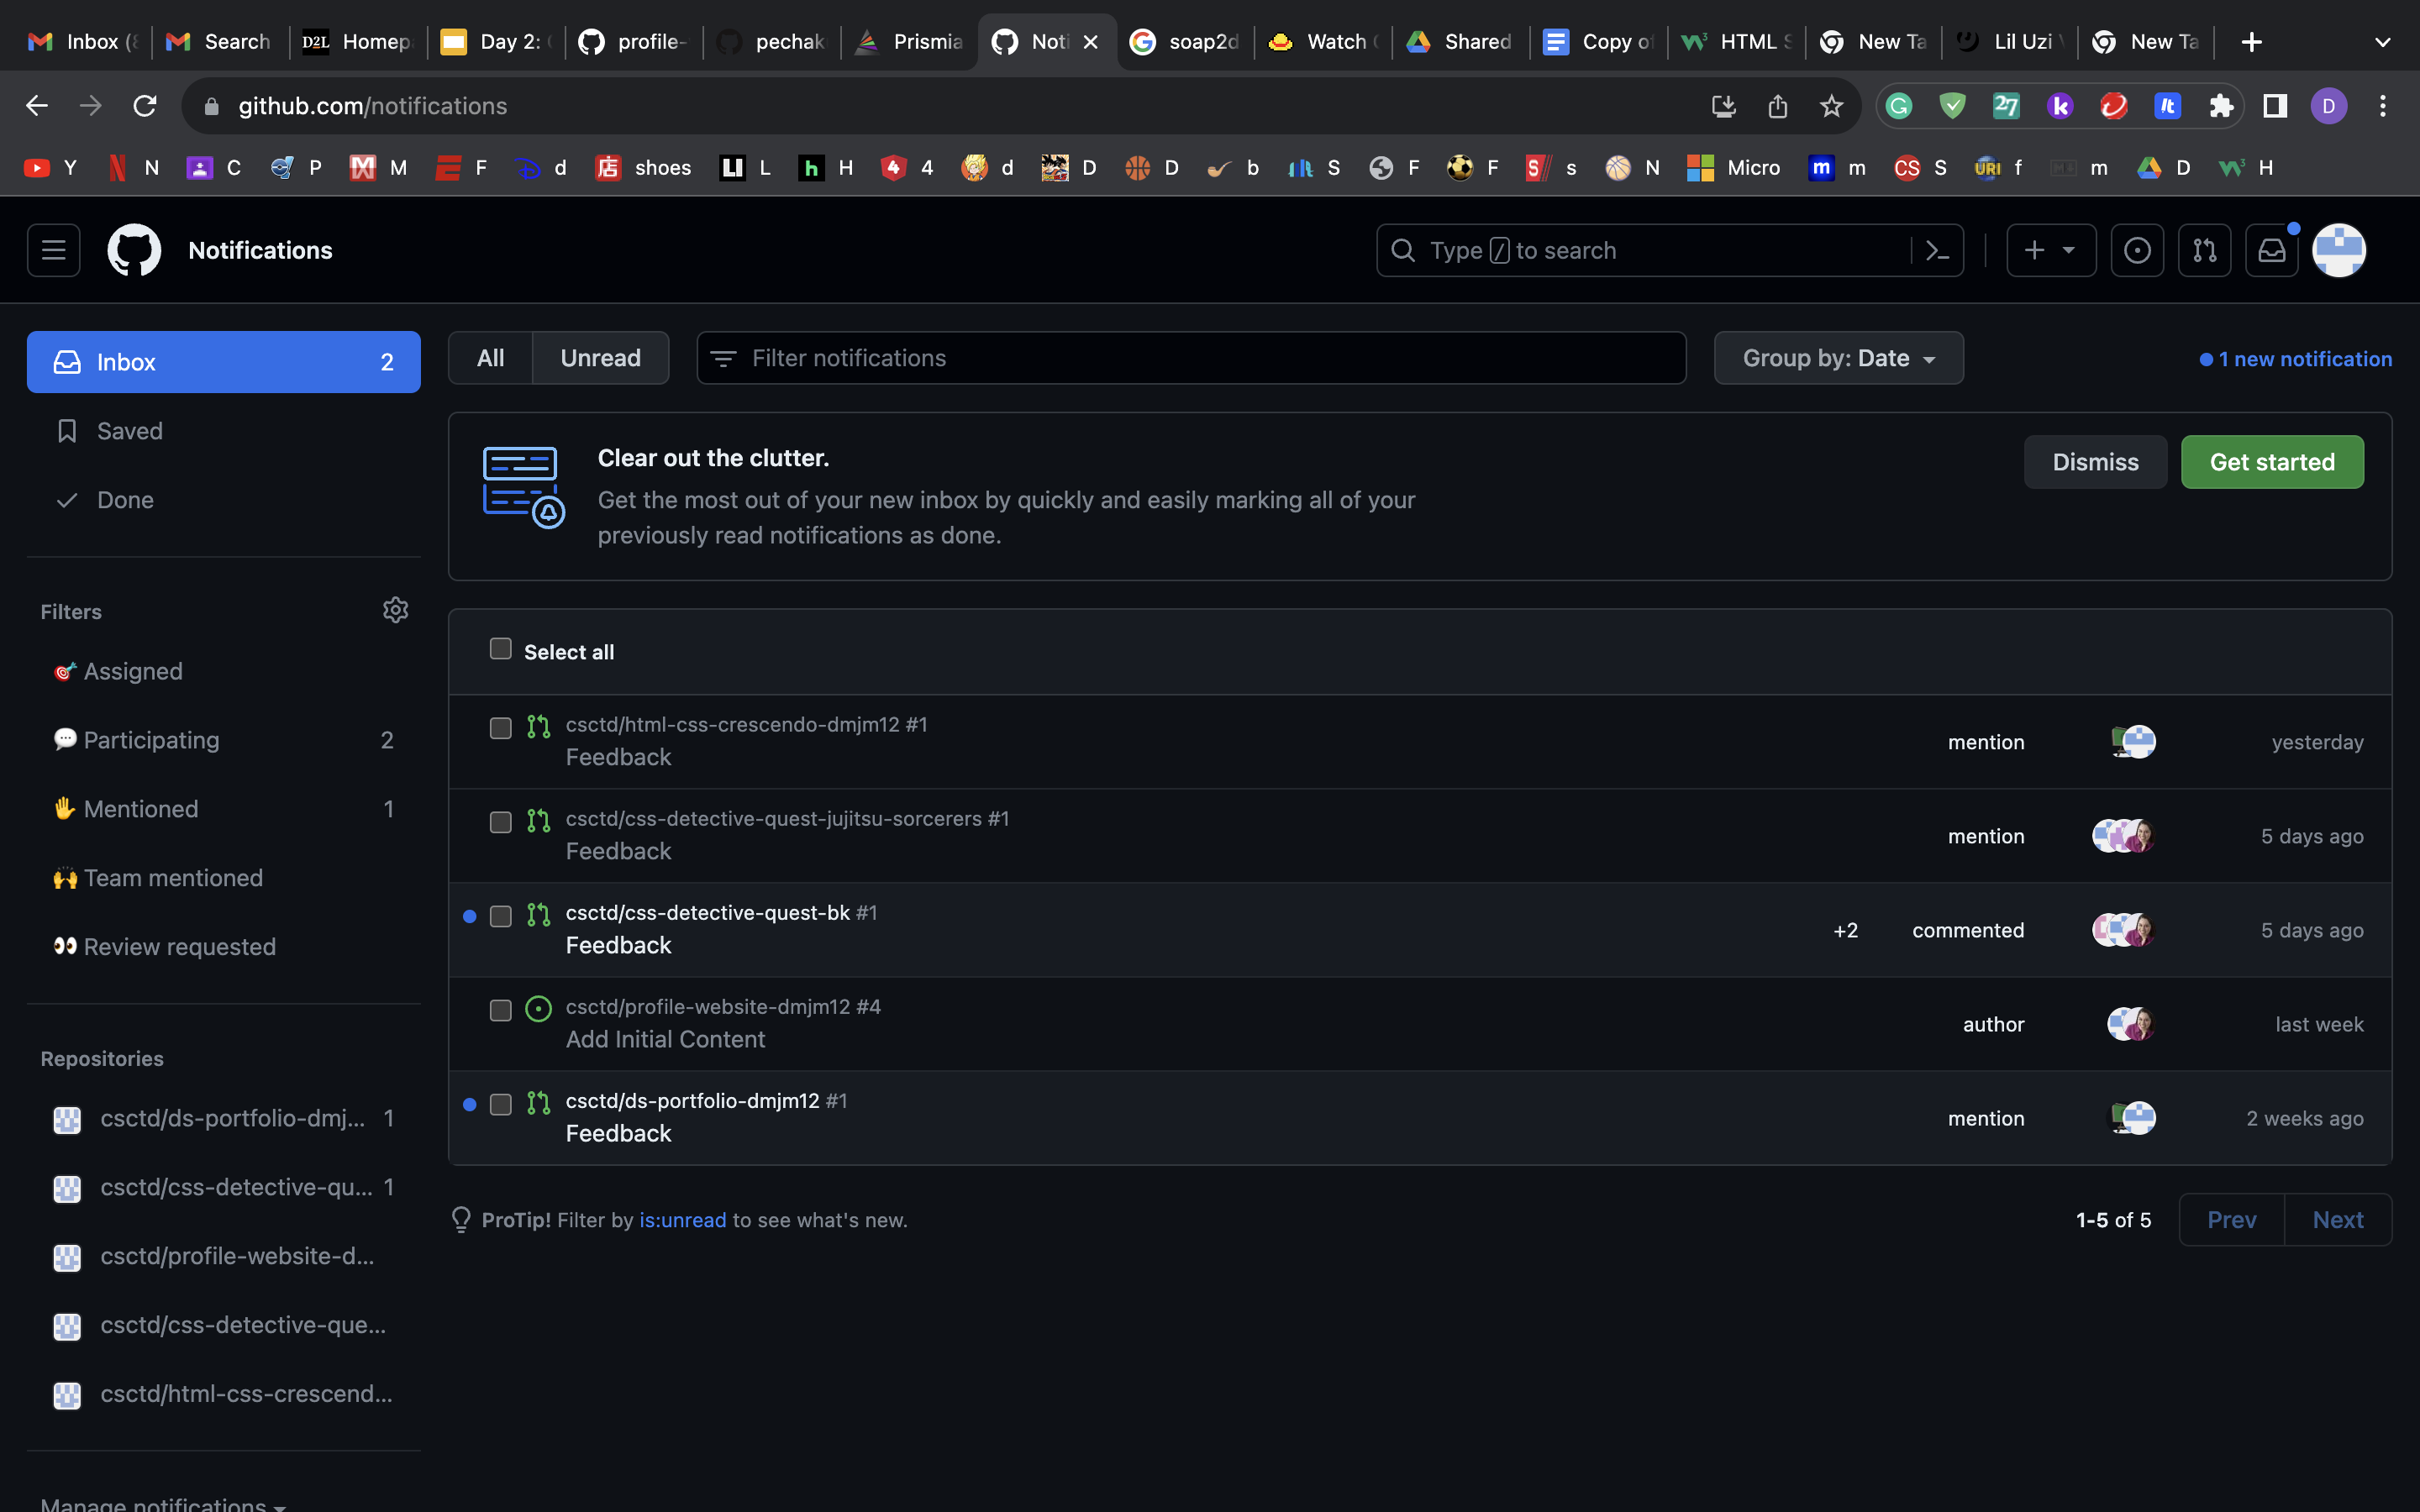 Inbox (8 Search D2L Homep Day 2: profile- pechak Prismia Noti soap2d Watch Shared Copy of HTML S New Ta Lil Uzi New Ta
github.com/notifications
Y N C P M F d shoes LI L h H 4 4 d D D b S F F S s N Micro m m CS S URI f m D H
Notifications
Type / to search
Inbox 2
All Unread Filter notifications Group by: Date 1 new notification
Saved
Done
Clear out the clutter.
Get the most out of your new inbox by quickly and easily marking all of your
previously read notifications as done.
Dismiss Get started
Filters
Assigned
Participating 2
Mentioned 1
Team mentioned
Review requested
Repositories
csctd/ds-portfolio-dmj... 1
csctd/css-detective-qu... 1
csctd/profile-website-d...
csctd/css-detective-que...
csctd/html-css-crescend...
Manage notifications
Select all
csctd/html-css-crescendo-dmjm12 #1
Feedback
mention yesterday
csctd/css-detective-quest-jujitsu-sorcerers #1
Feedback
mention 5 days ago
csctd/css-detective-quest-bk #1
Feedback
+2 commented 5 days ago
csctd/profile-website-dmjm12 #4
Add Initial Content
author last week
csctd/ds-portfolio-dmjm12 #1
Feedback
mention 2 weeks ago
ProTip! Filter by is:unread to see what's new.
1-5 of 5 Prev Next